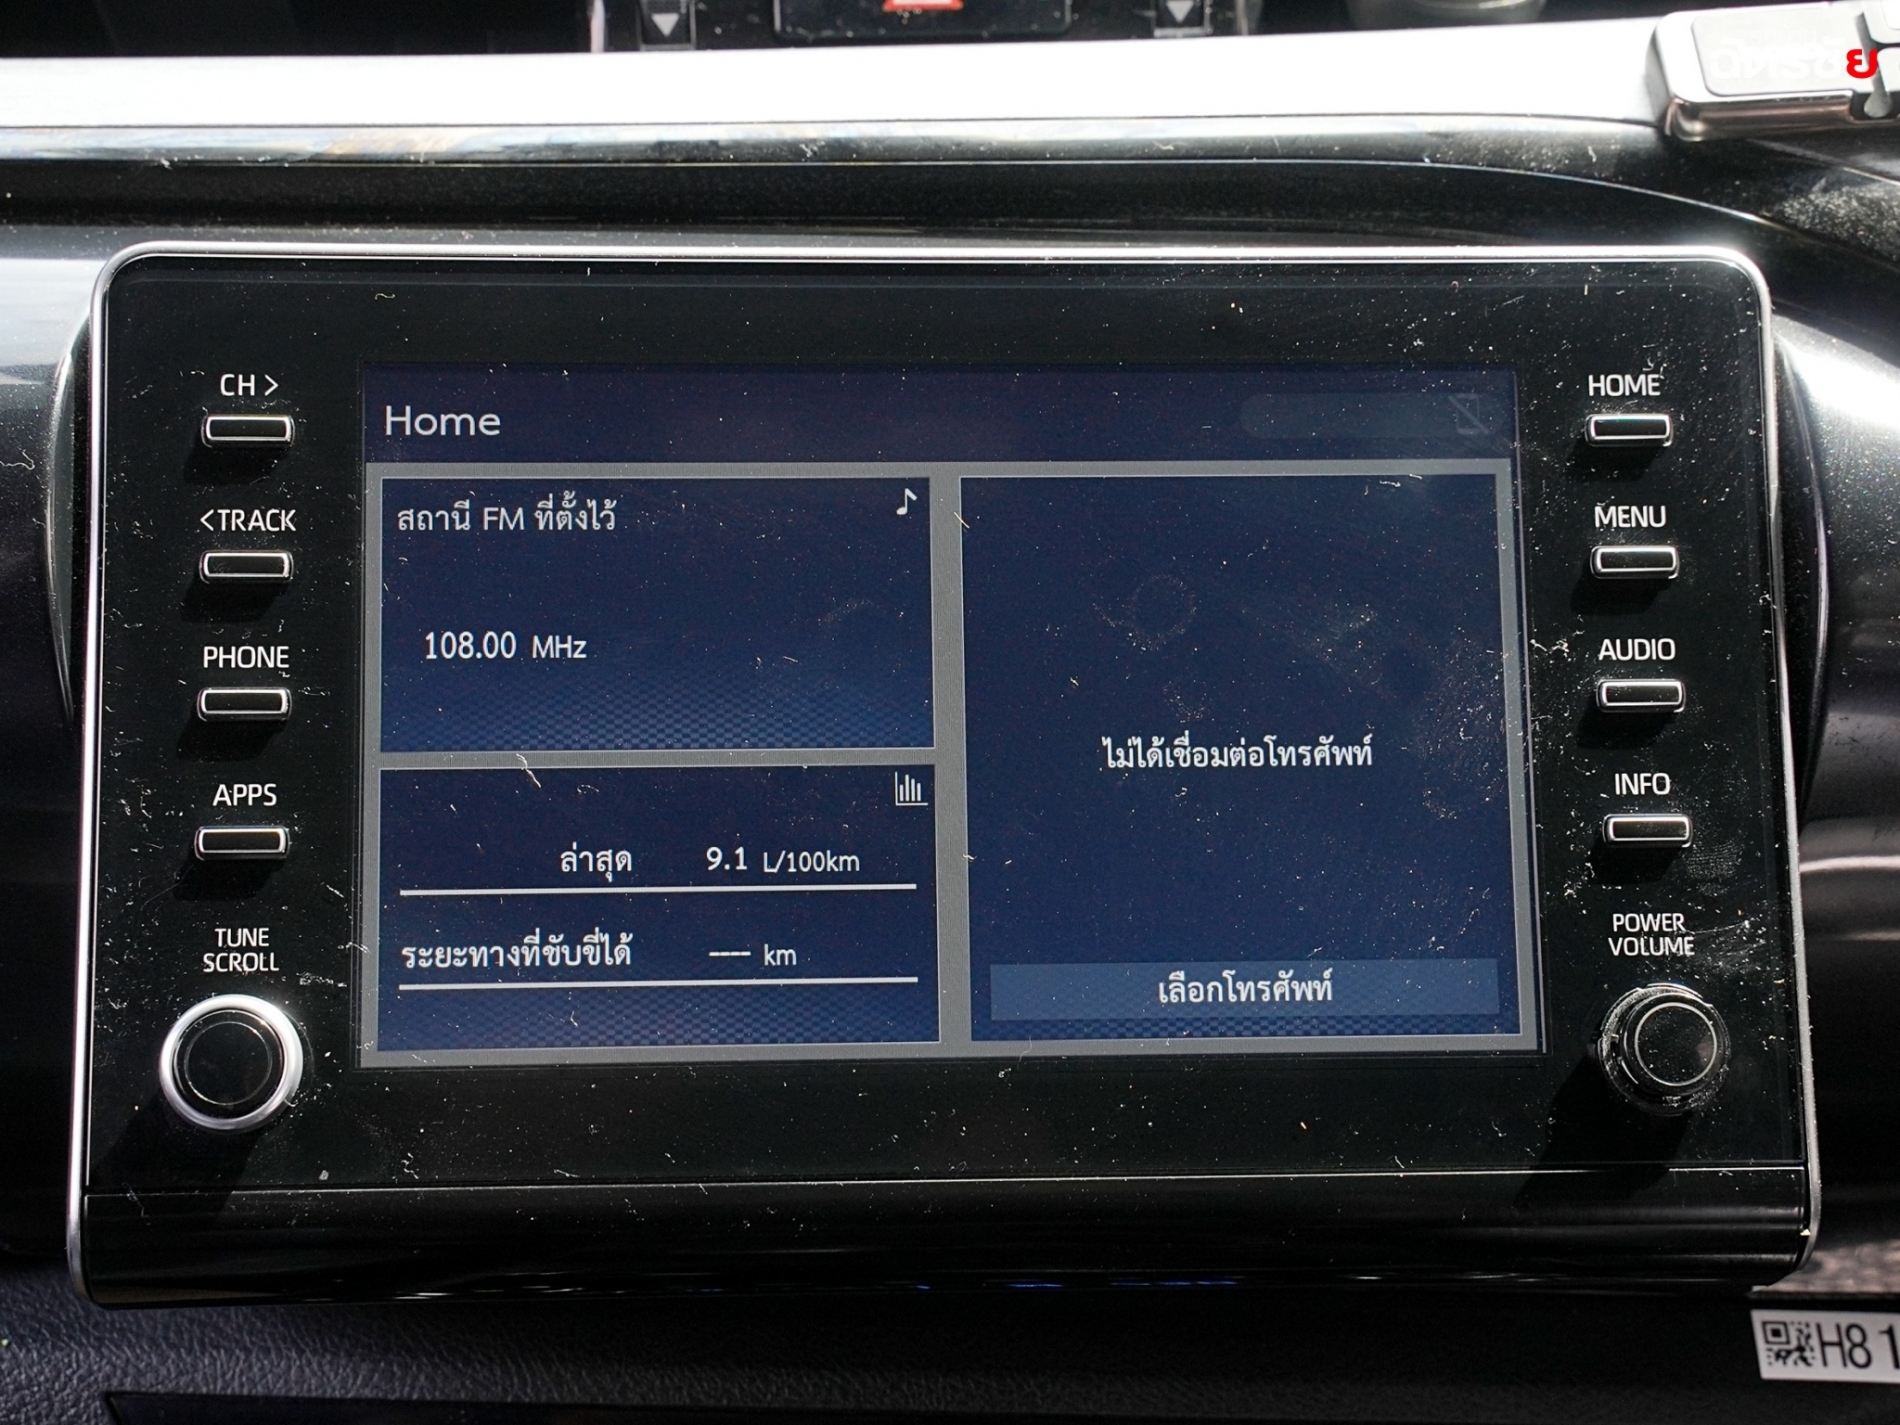 CH >
<TRACK
PHONE
APPS
TUNE
SCROLL
Home
สถานี FM ที่ตั้งไว้
108.00 MHz
ล่าสุด 9.1 L/100km
ระยะทางที่ขับขี่ได้ ---- km
ไม่ได้เชื่อมต่อโทรศัพท์
เลือกโทรศัพท์
HOME
MENU
AUDIO
INFO
POWER
VOLUME
H8 1